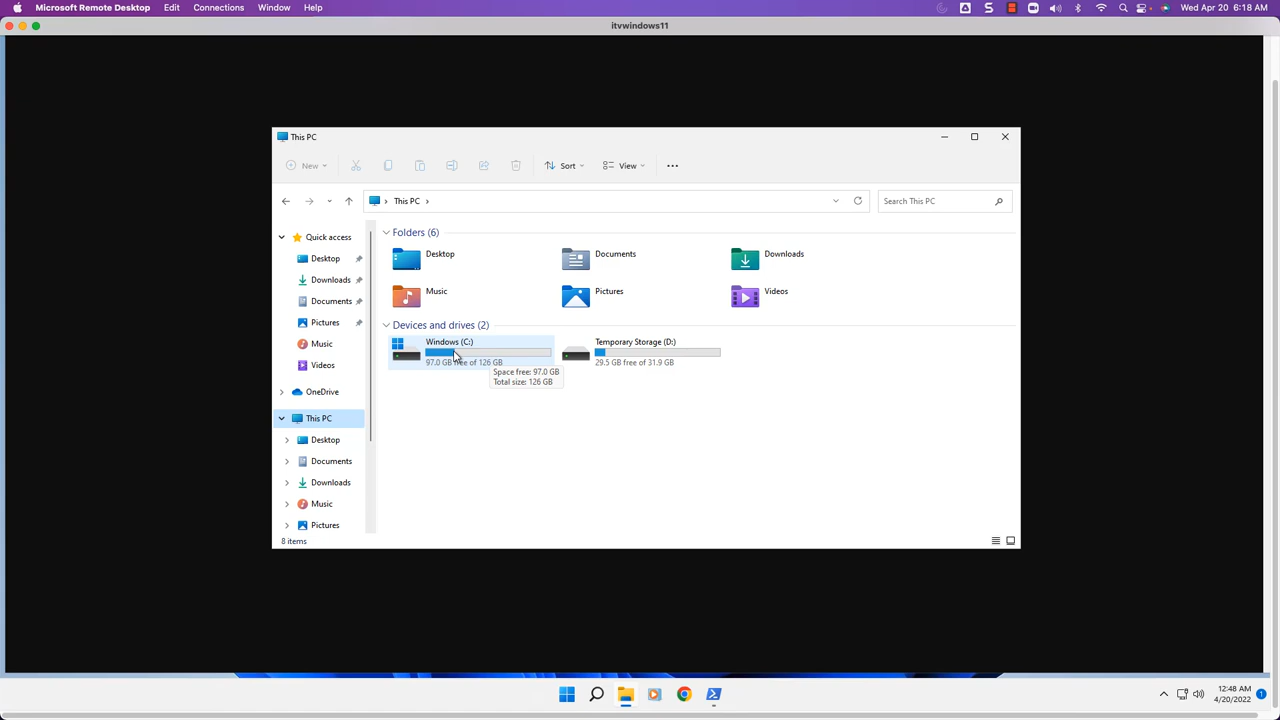 Microsoft Remote Desktop Edit Connections Window Help Wed Apr 20 6:18 AM
itvwindows11
This PC
New Sort View
This PC
Search This PC
Quick access
Desktop
Downloads
Documents
Pictures
Music
Videos
OneDrive
This PC
Desktop
Documents
Downloads
Music
Pictures
Folders (6)
Desktop Documents Downloads
Music Pictures Videos
Devices and drives (2)
Windows (C:)
97.0 GB free of 126 GB
Temporary Storage (D:)
29.5 GB free of 31.9 GB
Space free: 97.0 GB
Total size: 126 GB
8 items
12:48 AM
4/20/2022
1